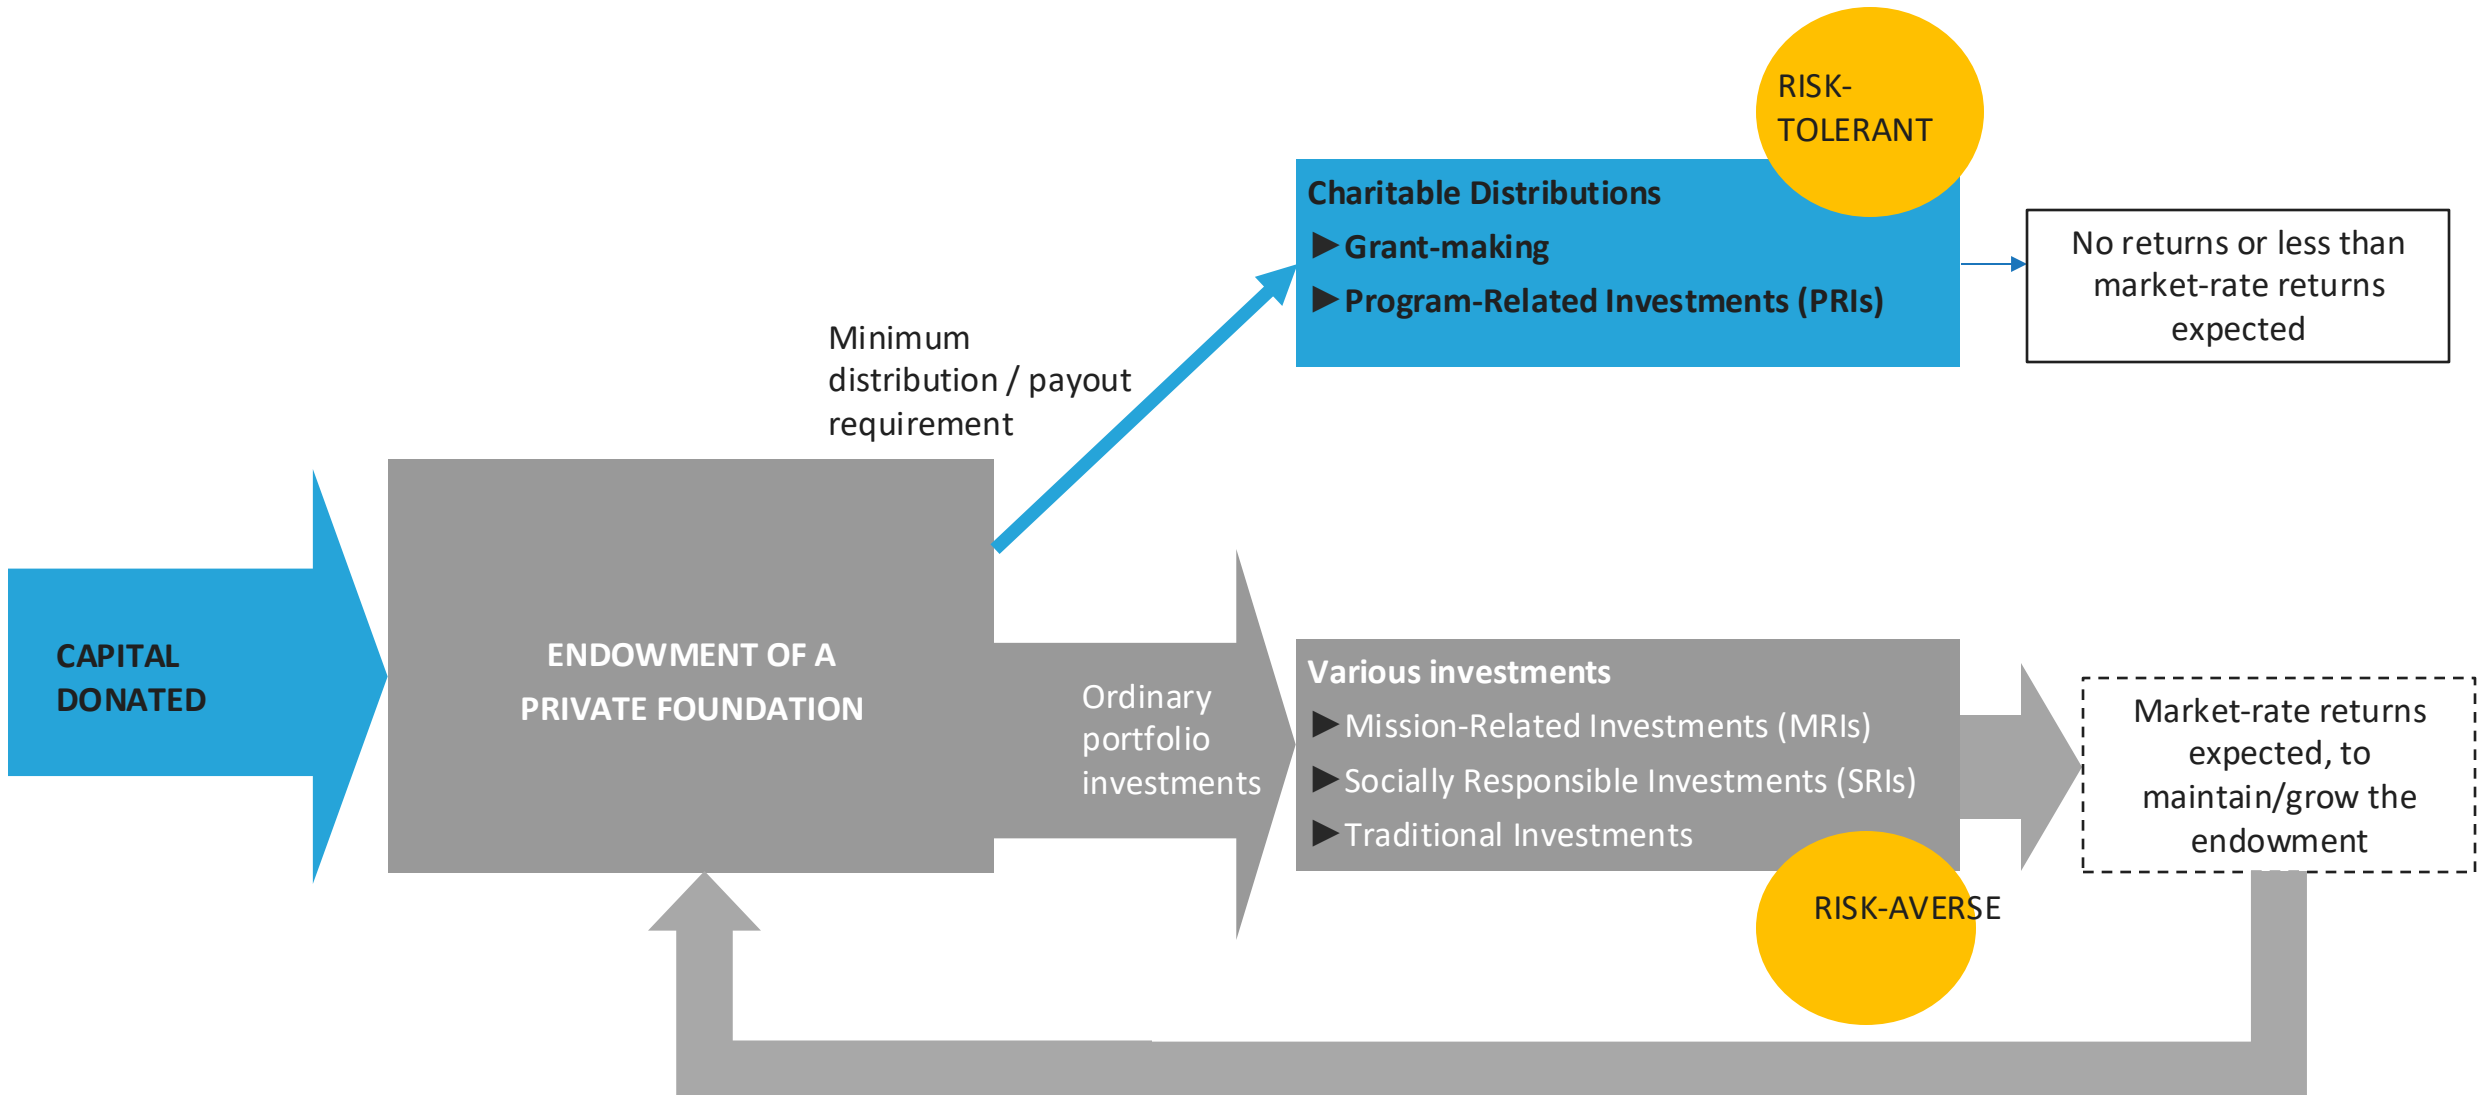 RISK-
TOLERANT
Charitable Distributions
►Grant-making
►Program-Related Investments (PRIs)
No returns or less than
market-rate returns
expected
Minimum
distribution / payout
requirement
CAPITAL
DONATED
ENDOWMENT OF A
PRIVATE FOUNDATION
Ordinary
portfolio
investments
Various investments
►Mission-Related Investments (MRIs)
►Socially Responsible Investments (SRIs)
►Traditional Investments
Market-rate returns
expected, to
maintain/grow the
endowment
RISK-AVERSE